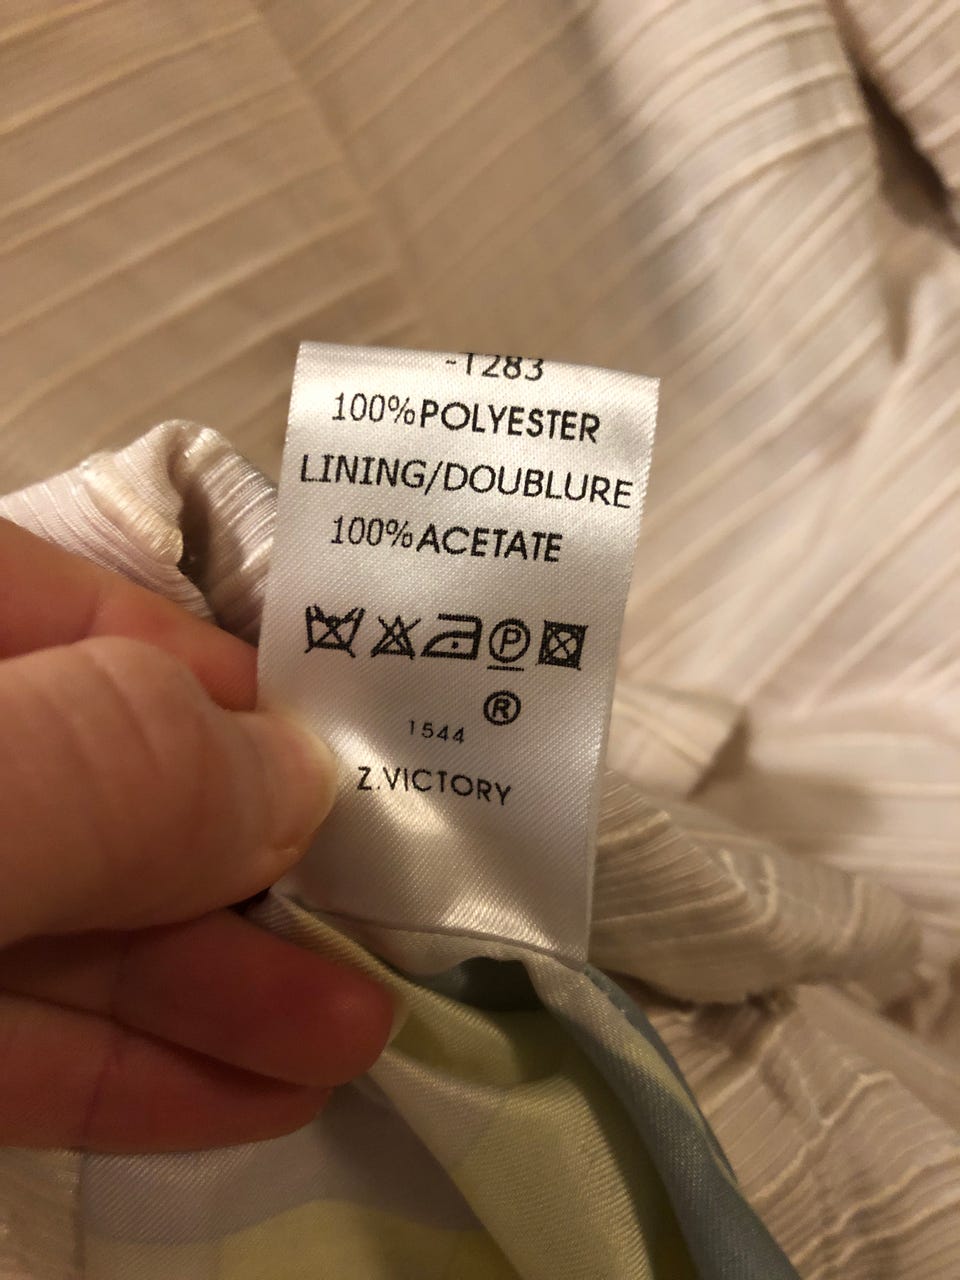 -1283
100% POLYESTER
LINING/DOUBLURE
100% ACETATE
P
®
1544
Z.VICTORY